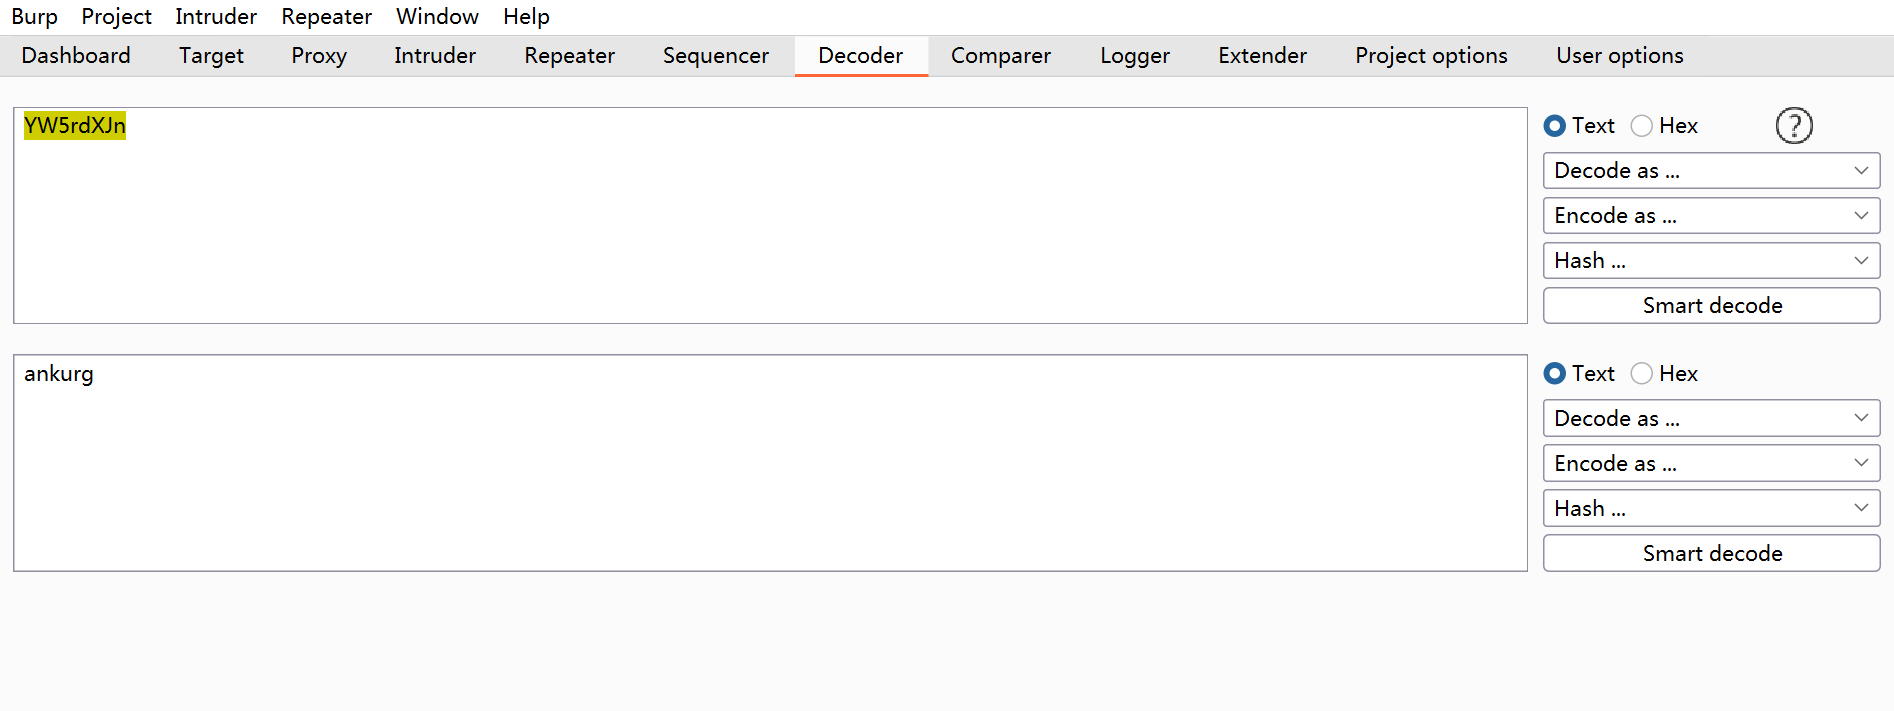 Burp Project Intruder Repeater Window Help
Dashboard Target Proxy Intruder Repeater Sequencer Decoder Comparer Logger Extender Project options User options
YW5rdXJn
Text Hex ?
Decode as ...
Encode as ...
Hash ...
Smart decode
ankurg
Text Hex
Decode as ...
Encode as ...
Hash ...
Smart decode